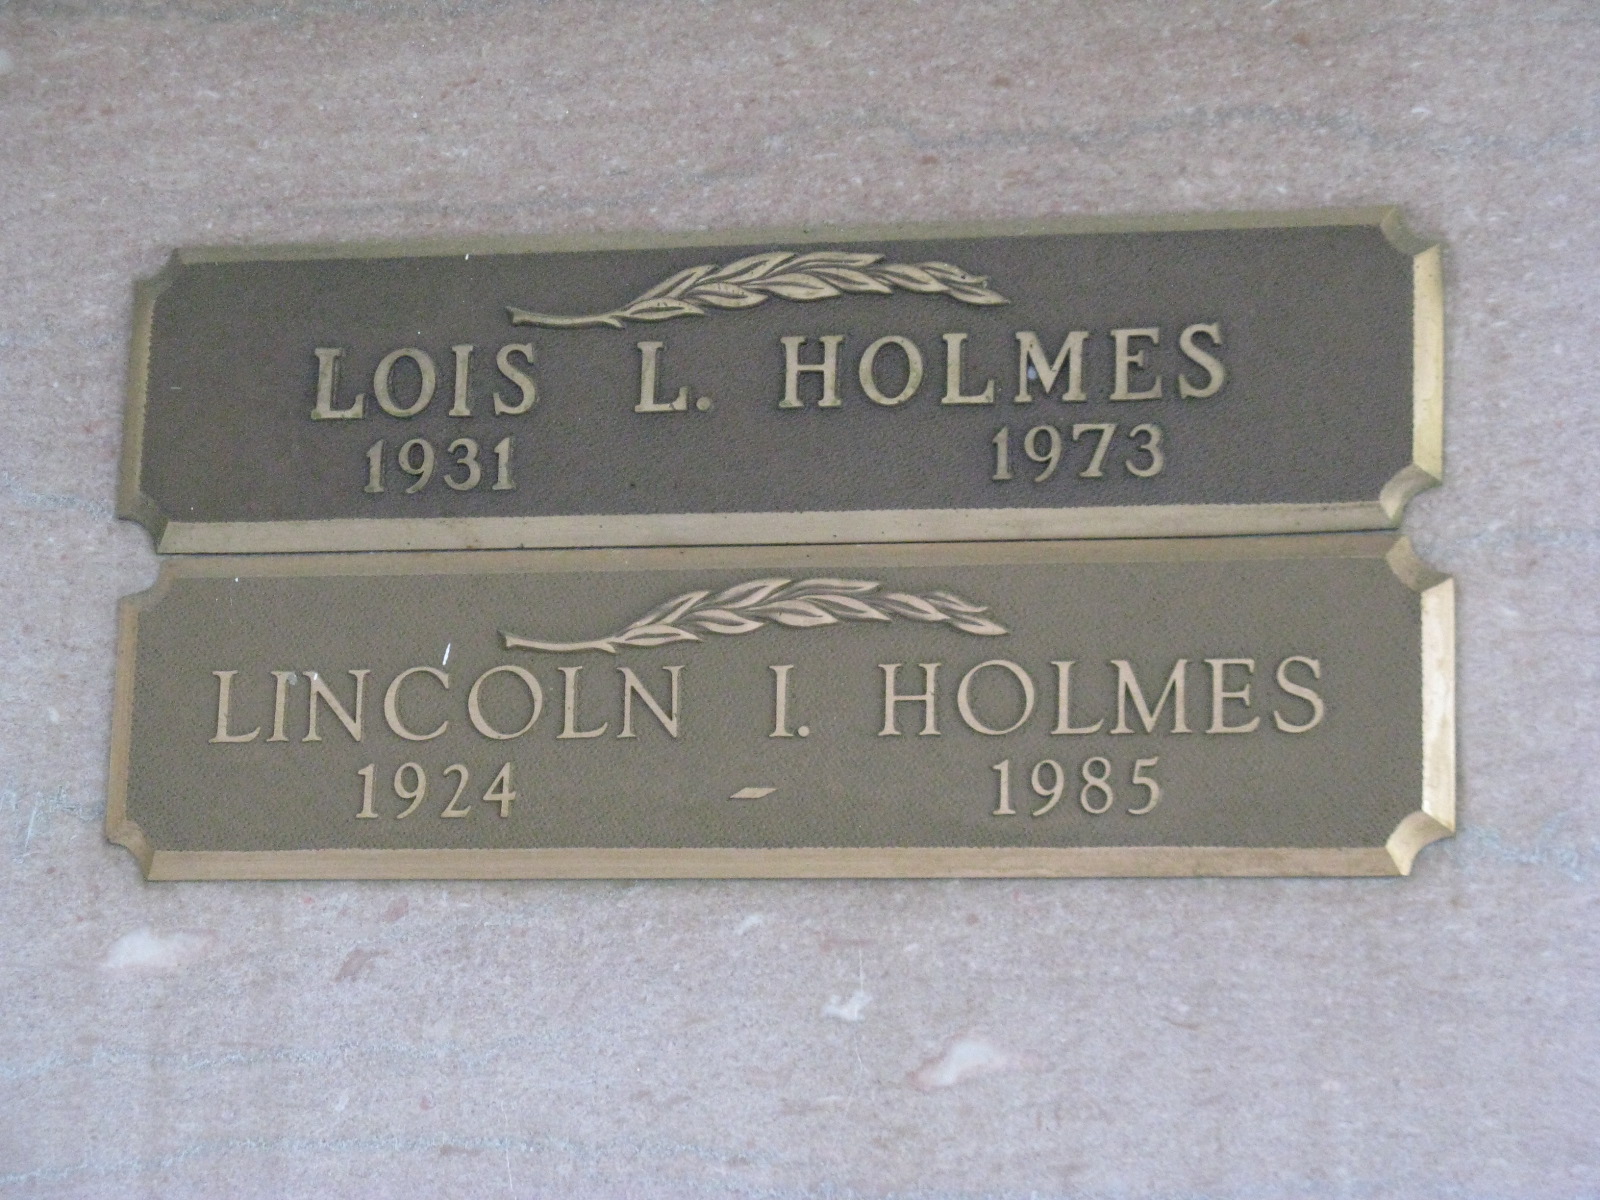 LOIS L. HOLMES
1931 1973
LINCOLN I. HOLMES
1924 - 1985